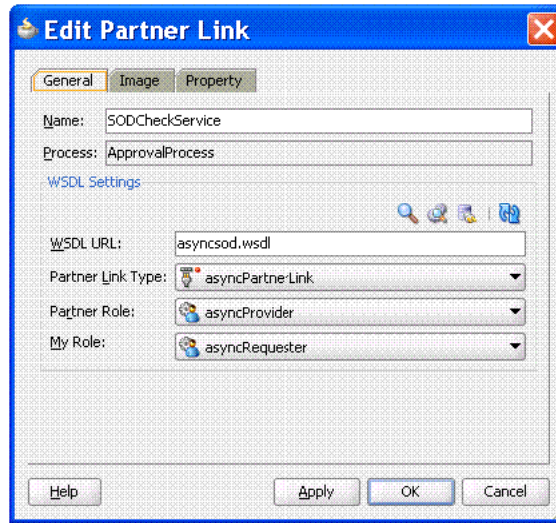 Edit Partner Link
General Image Property
Name: SODCheckService
Process: ApprovalProcess
WSDL Settings
WSDL URL: asyncsod.wsdl
Partner Link Type: asyncPartnerLink
Partner Role: asyncProvider
My Role: asyncRequester
Help Apply OK Cancel